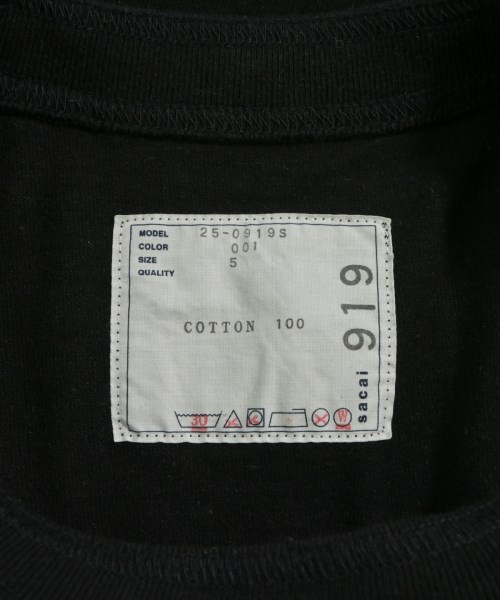 MODEL 25-0919S
COLOR 001
SIZE 5
QUALITY
COTTON 100
30
W
sacai 919